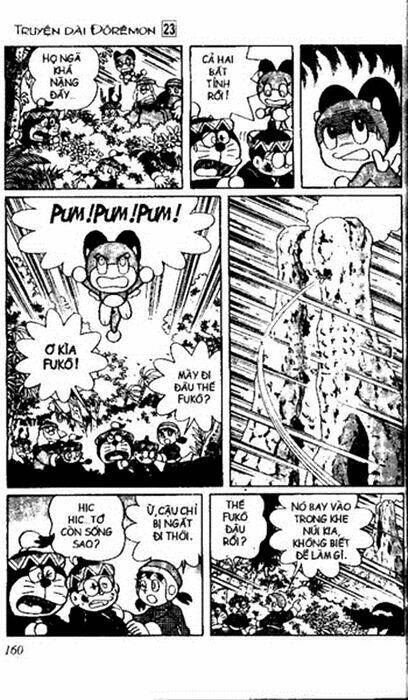 TRUYỆN DÀI ĐÔRÊMON 23
HỌ NGÃ
KHÁ
NẶNG
ĐẤY...
CẢ HAI
BẤT
TỈNH
RỒI!
PUM!PUM!PUM!
Ơ KÌA
FUKÔ!
MÀY ĐI
ĐÂU THẾ
FUKÔ?
HIC
HIC. TỚ
CÒN SỐNG
SAO?
Ừ, CẬU CHỈ
BỊ NGẤT
ĐI THÔI.
THẾ
FUKÔ
ĐÂU
RỒI?
NÓ BAY VÀO
TRONG KHE
NÚI KIA,
KHÔNG BIẾT
ĐỂ LÀM GÌ.
160